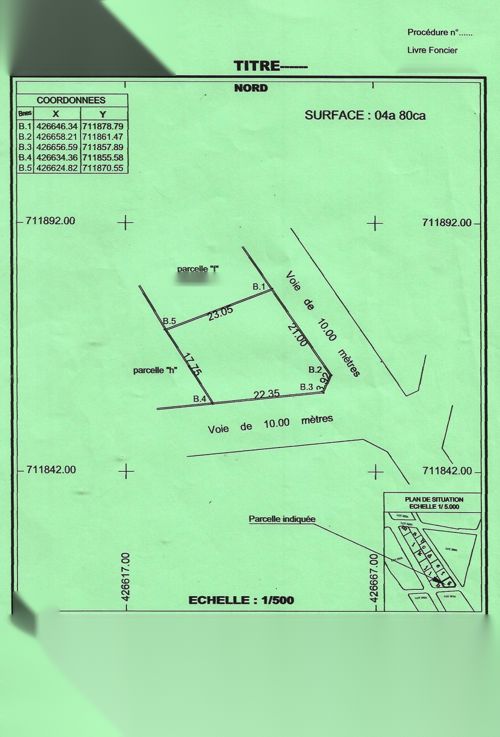 Procédure n°......
Livre Foncier
TITRE------
NORD
COORDONNEES
Bnes X Y
B.1 426646.34 711878.79
B.2 426658.21 711861.47
B.3 426656.59 711857.89
B.4 426634.36 711855.58
B.5 426624.82 711870.55
SURFACE : 04a 80ca
711892.00 711892.00
parcelle "I"
B.1
Voie de 10.00 mètres
B.5
23.05
21.00
17.75
parcelle "h"
B.2
3.92
B.3
22.35
B.4
Voie de 10.00 mètres
711842.00 711842.00
PLAN DE SITUATION
ECHELLE 1/ 5.000
Parcelle indiquée
426617.00
426667.00
ECHELLE : 1/500